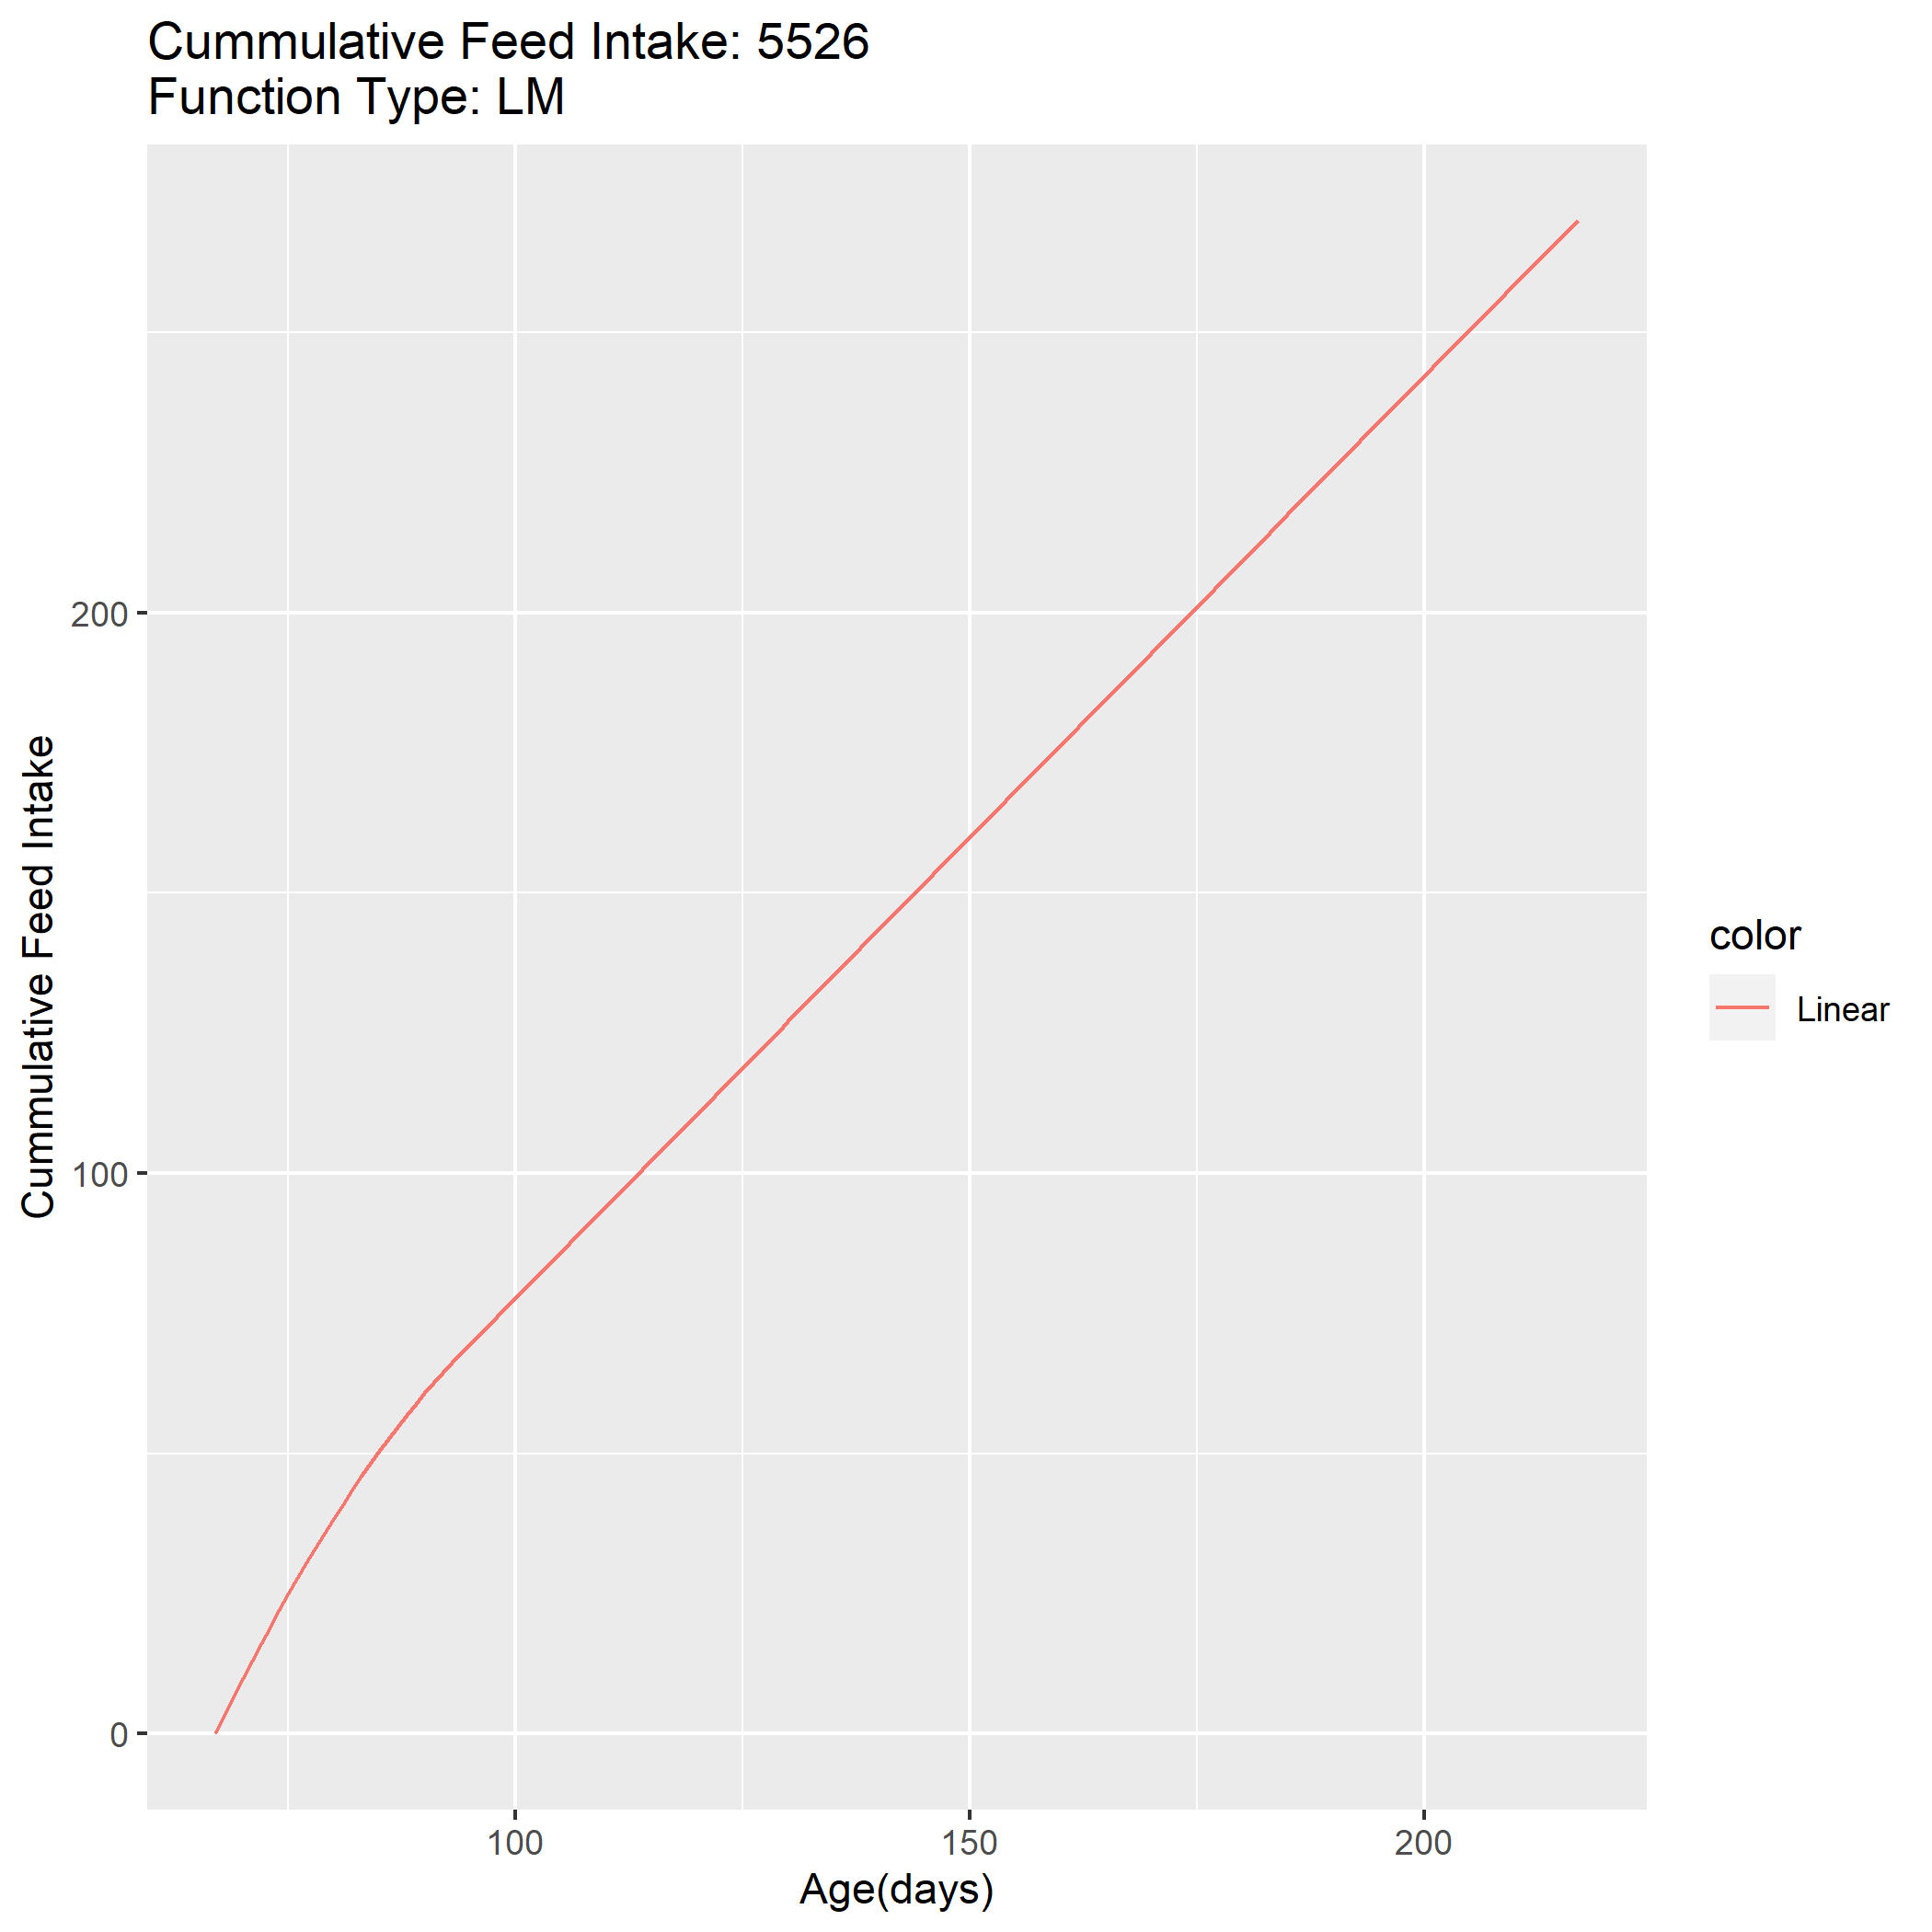 Cummulative Feed Intake: 5526
Function Type: LM
Cummulative Feed Intake
200
100
0
100
150
200
Age(days)
color
Linear